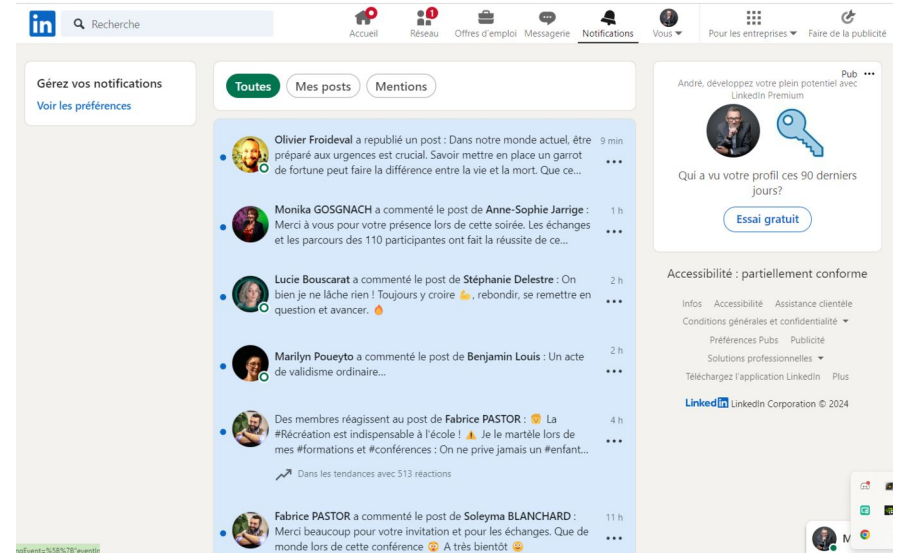 in
Recherche
Accueil
1
Réseau
Offres d'emploi
Messagerie
Notifications
Vous
Pour les entreprises
Faire de la publicité
Gérez vos notifications
Voir les préférences
Toutes
Mes posts
Mentions
Olivier Froideval a republié un post : Dans notre monde actuel, être
préparé aux urgences est crucial. Savoir mettre en place un garrot
de fortune peut faire la différence entre la vie et la mort. Que ce...
9 min
Monika GOSGNACH a commenté le post de Anne-Sophie Jarrige :
Merci à vous pour votre présence lors de cette soirée. Les échanges
et les parcours des 110 participantes ont fait la réussite de ce...
1 h
Lucie Bouscarat a commenté le post de Stéphanie Delestre : On
bien je ne lâche rien ! Toujours y croire 💪, rebondir, se remettre en
question et avancer. 🔥
2 h
Marilyn Poueyto a commenté le post de Benjamin Louis : Un acte
de validisme ordinaire...
2 h
Des membres réagissent au post de Fabrice PASTOR : 🦁 La
#Récréation est indispensable à l'école ! ⚠️ Je le martèle lors de
mes #formations et #conférences : On ne prive jamais un #enfant...
4 h
Dans les tendances avec 513 réactions
Fabrice PASTOR a commenté le post de Soleyma BLANCHARD :
Merci beaucoup pour votre invitation et pour les échanges. Que de
monde lors de cette conférence A très bientôt
11 h
Pub
André, développez votre plein potentiel avec
LinkedIn Premium
Qui a vu votre profil ces 90 derniers
jours?
Essai gratuit
Accessibilité : partiellement conforme
Infos Accessibilité Assistance clientèle
Conditions générales et confidentialité
Préférences Pubs Publicité
Solutions professionnelles
Téléchargez l'application LinkedIn Plus
Linked in LinkedIn Corporation © 2024
M